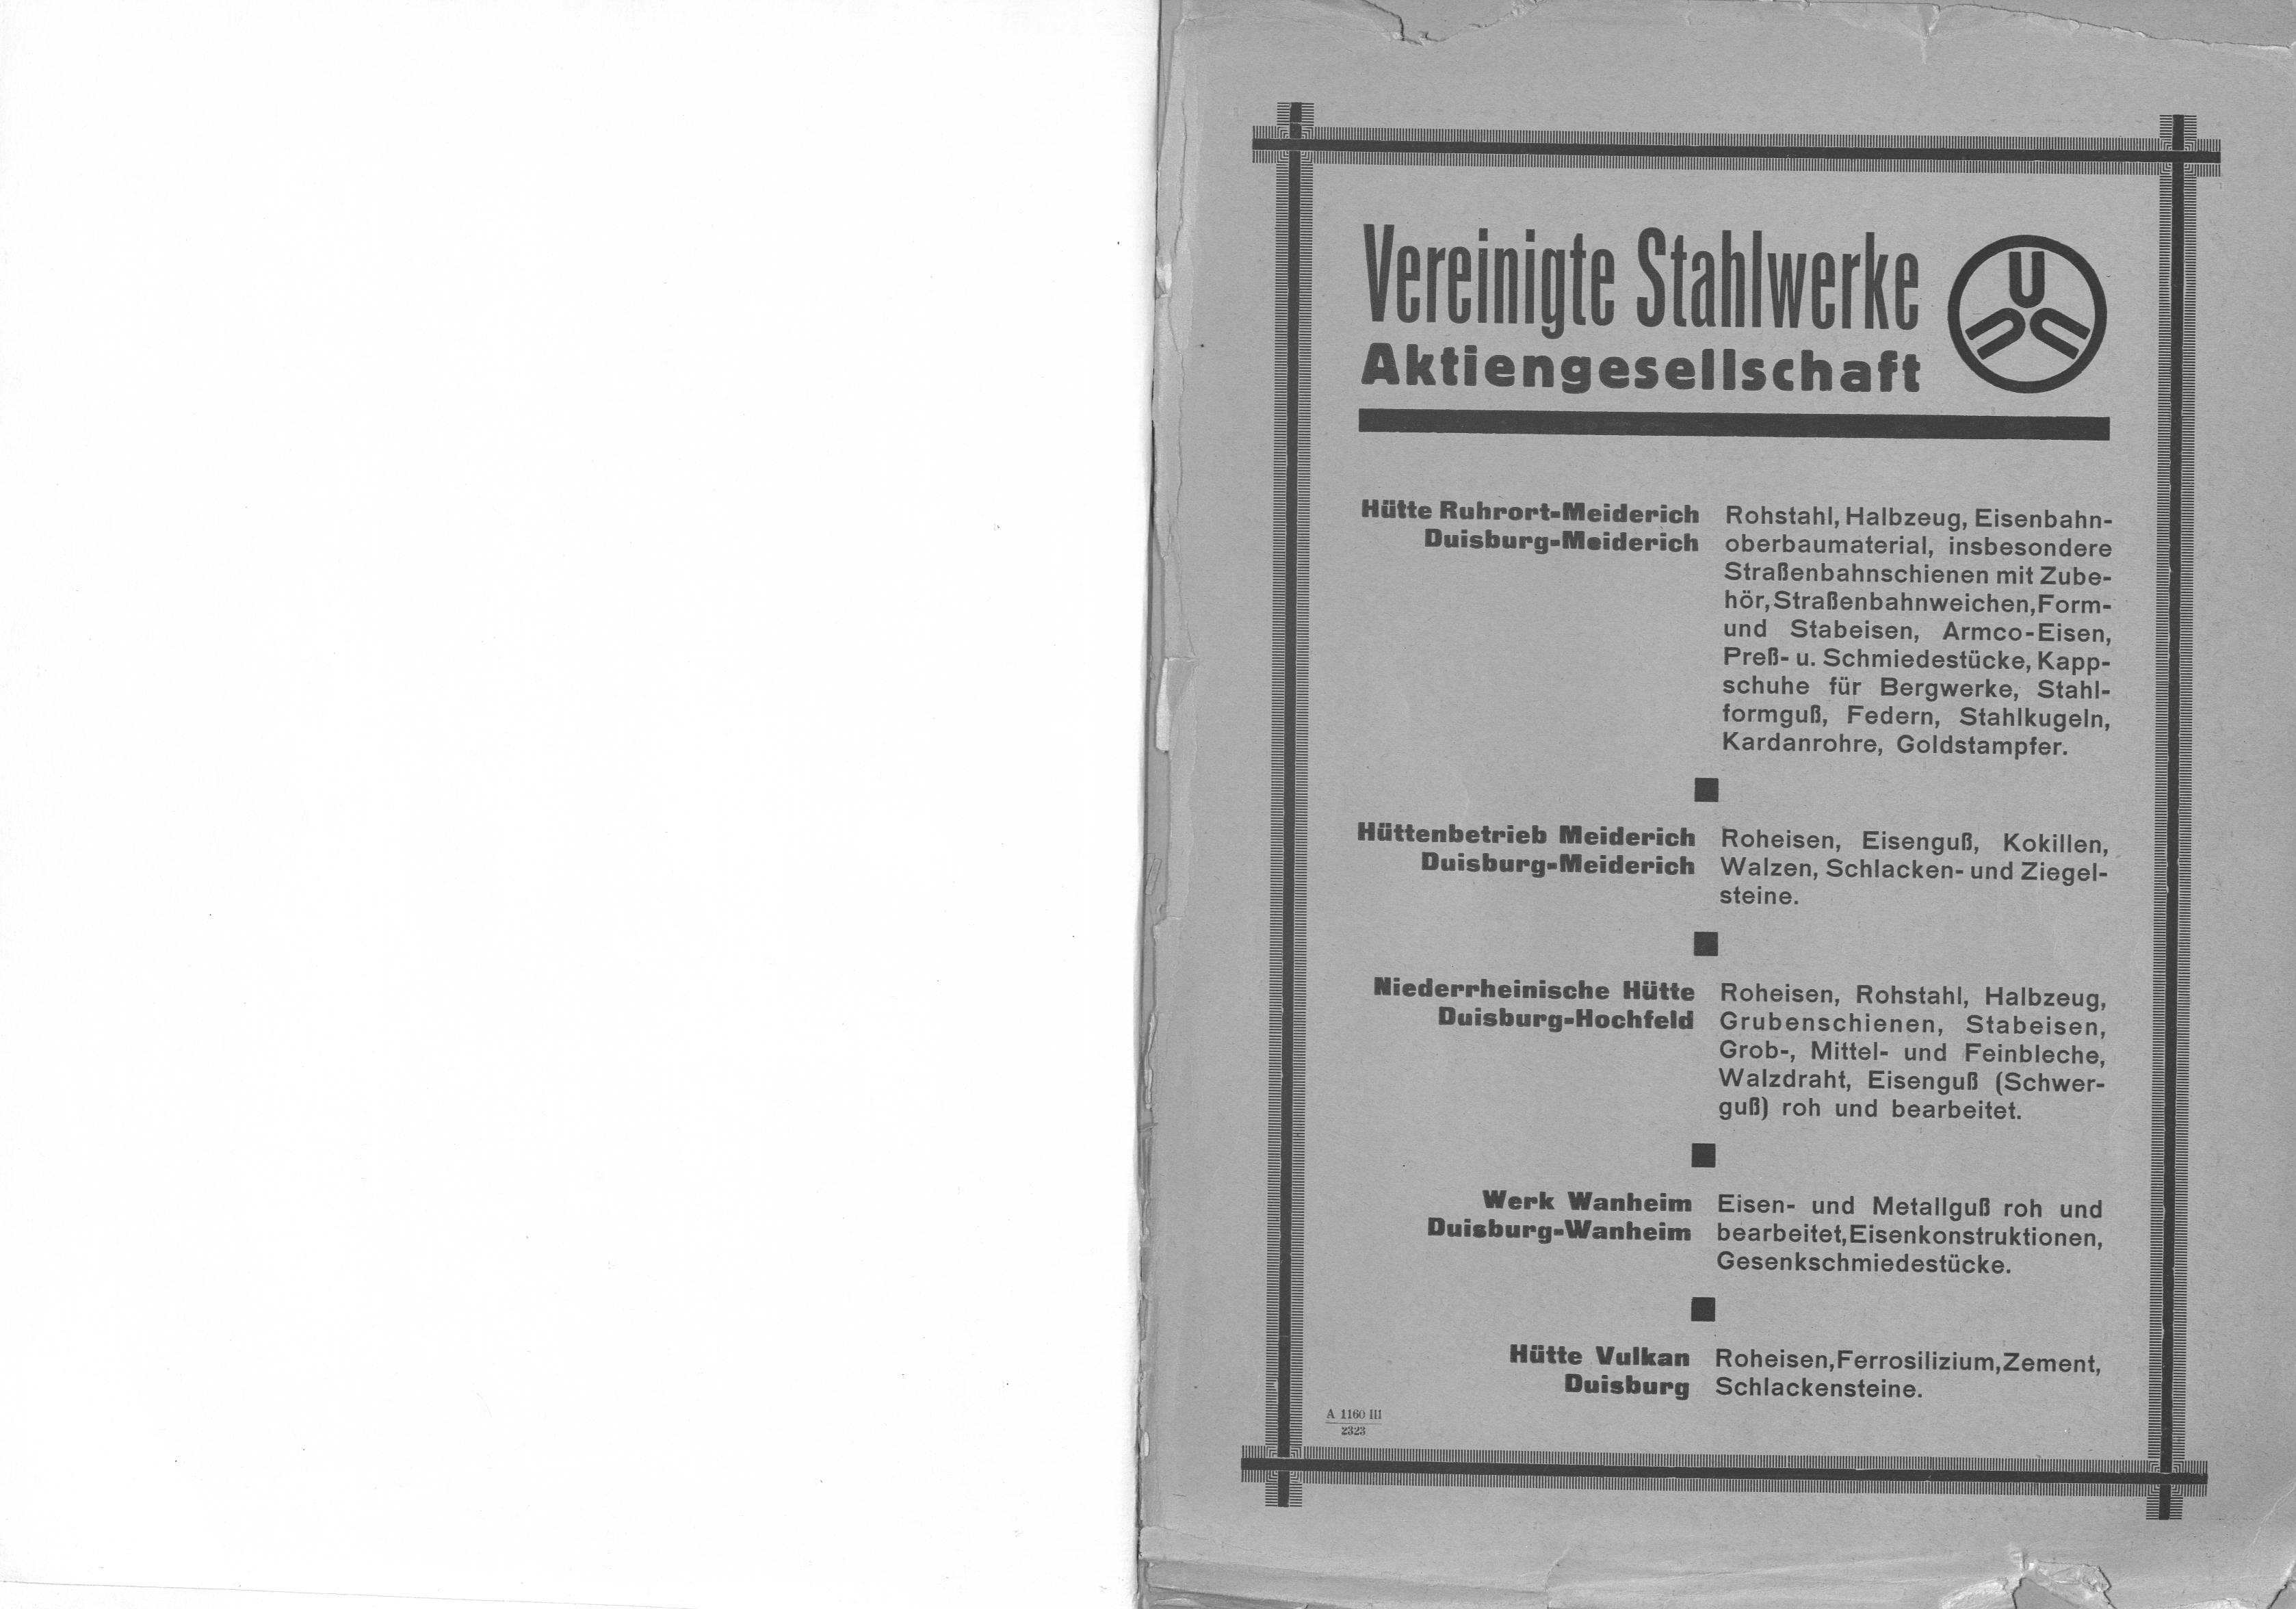 Vereinigte Stahlwerke
Aktiengesellschaft
U
U
U
Hütte Ruhrort-Meiderich
Duisburg-Meiderich
Rohstahl, Halbzeug, Eisenbahn-
oberbaumaterial, insbesondere
Straßenbahnschienen mit Zube-
hör, Straßenbahnweichen, Form-
und Stabeisen, Armco-Eisen,
Preß- u. Schmiedestücke, Kapp-
schuhe für Bergwerke, Stahl-
formguß, Federn, Stahlkugeln,
Kardanrohre, Goldstampfer.
Hüttenbetrieb Meiderich
Duisburg-Meiderich
Roheisen, Eisenguß, Kokillen,
Walzen, Schlacken- und Ziegel-
steine.
Niederrheinische Hütte
Duisburg-Hochfeld
Roheisen, Rohstahl, Halbzeug,
Grubenschienen, Stabeisen,
Grob-, Mittel- und Feinbleche,
Walzdraht, Eisenguß (Schwer-
guß) roh und bearbeitet.
Werk Wanheim
Duisburg-Wanheim
Eisen- und Metallguß roh und
bearbeitet, Eisenkonstruktionen,
Gesenkschmiedestücke.
Hütte Vulkan
Duisburg
Roheisen, Ferrosilizium, Zement,
Schlackensteine.
A 1160 III
2323